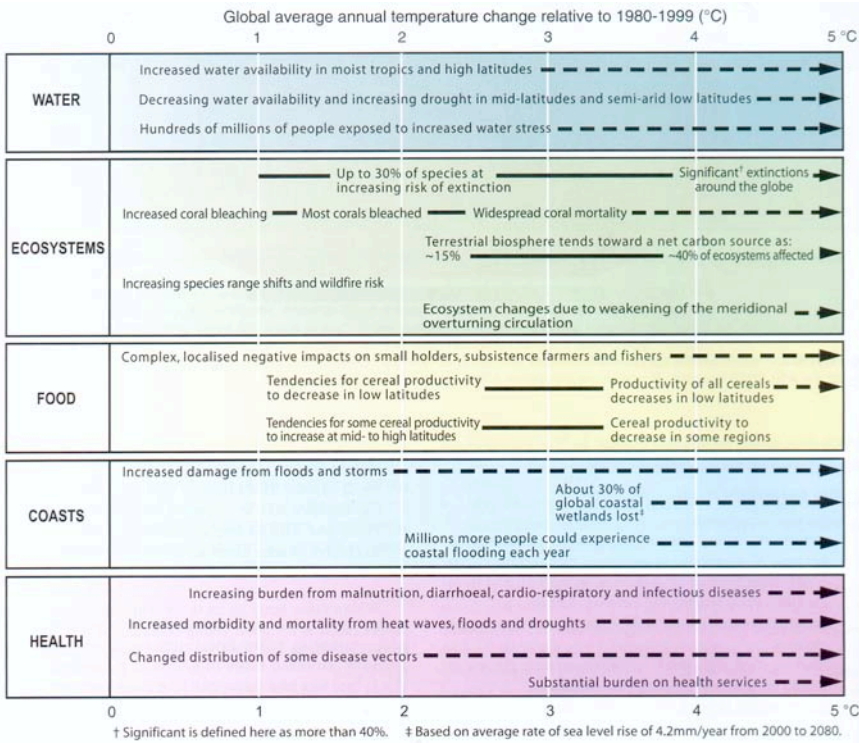 Global average annual temperature change relative to 1980-1999 (°C)
0 1 2 3 4 5 °C
WATER
Increased water availability in moist tropics and high latitudes
Decreasing water availability and increasing drought in mid-latitudes and semi-arid low latitudes
Hundreds of millions of people exposed to increased water stress
ECOSYSTEMS
Up to 30% of species at
increasing risk of extinction
Significant† extinctions
around the globe
Increased coral bleaching Most corals bleached Widespread coral mortality
Terrestrial biosphere tends toward a net carbon source as:
~15% ~40% of ecosystems affected
Increasing species range shifts and wildfire risk
Ecosystem changes due to weakening of the meridional
overturning circulation
FOOD
Complex, localised negative impacts on small holders, subsistence farmers and fishers
Tendencies for cereal productivity
to decrease in low latitudes
Productivity of all cereals
decreases in low latitudes
Tendencies for some cereal productivity
to increase at mid- to high latitudes
Cereal productivity to
decrease in some regions
COASTS
Increased damage from floods and storms
About 30% of
global coastal
wetlands lost‡
Millions more people could experience
coastal flooding each year
HEALTH
Increasing burden from malnutrition, diarrhoeal, cardio-respiratory and infectious diseases
Increased morbidity and mortality from heat waves, floods and droughts
Changed distribution of some disease vectors
Substantial burden on health services
0 1 2 3 4 5 °C
† Significant is defined here as more than 40%. ‡ Based on average rate of sea level rise of 4.2mm/year from 2000 to 2080.